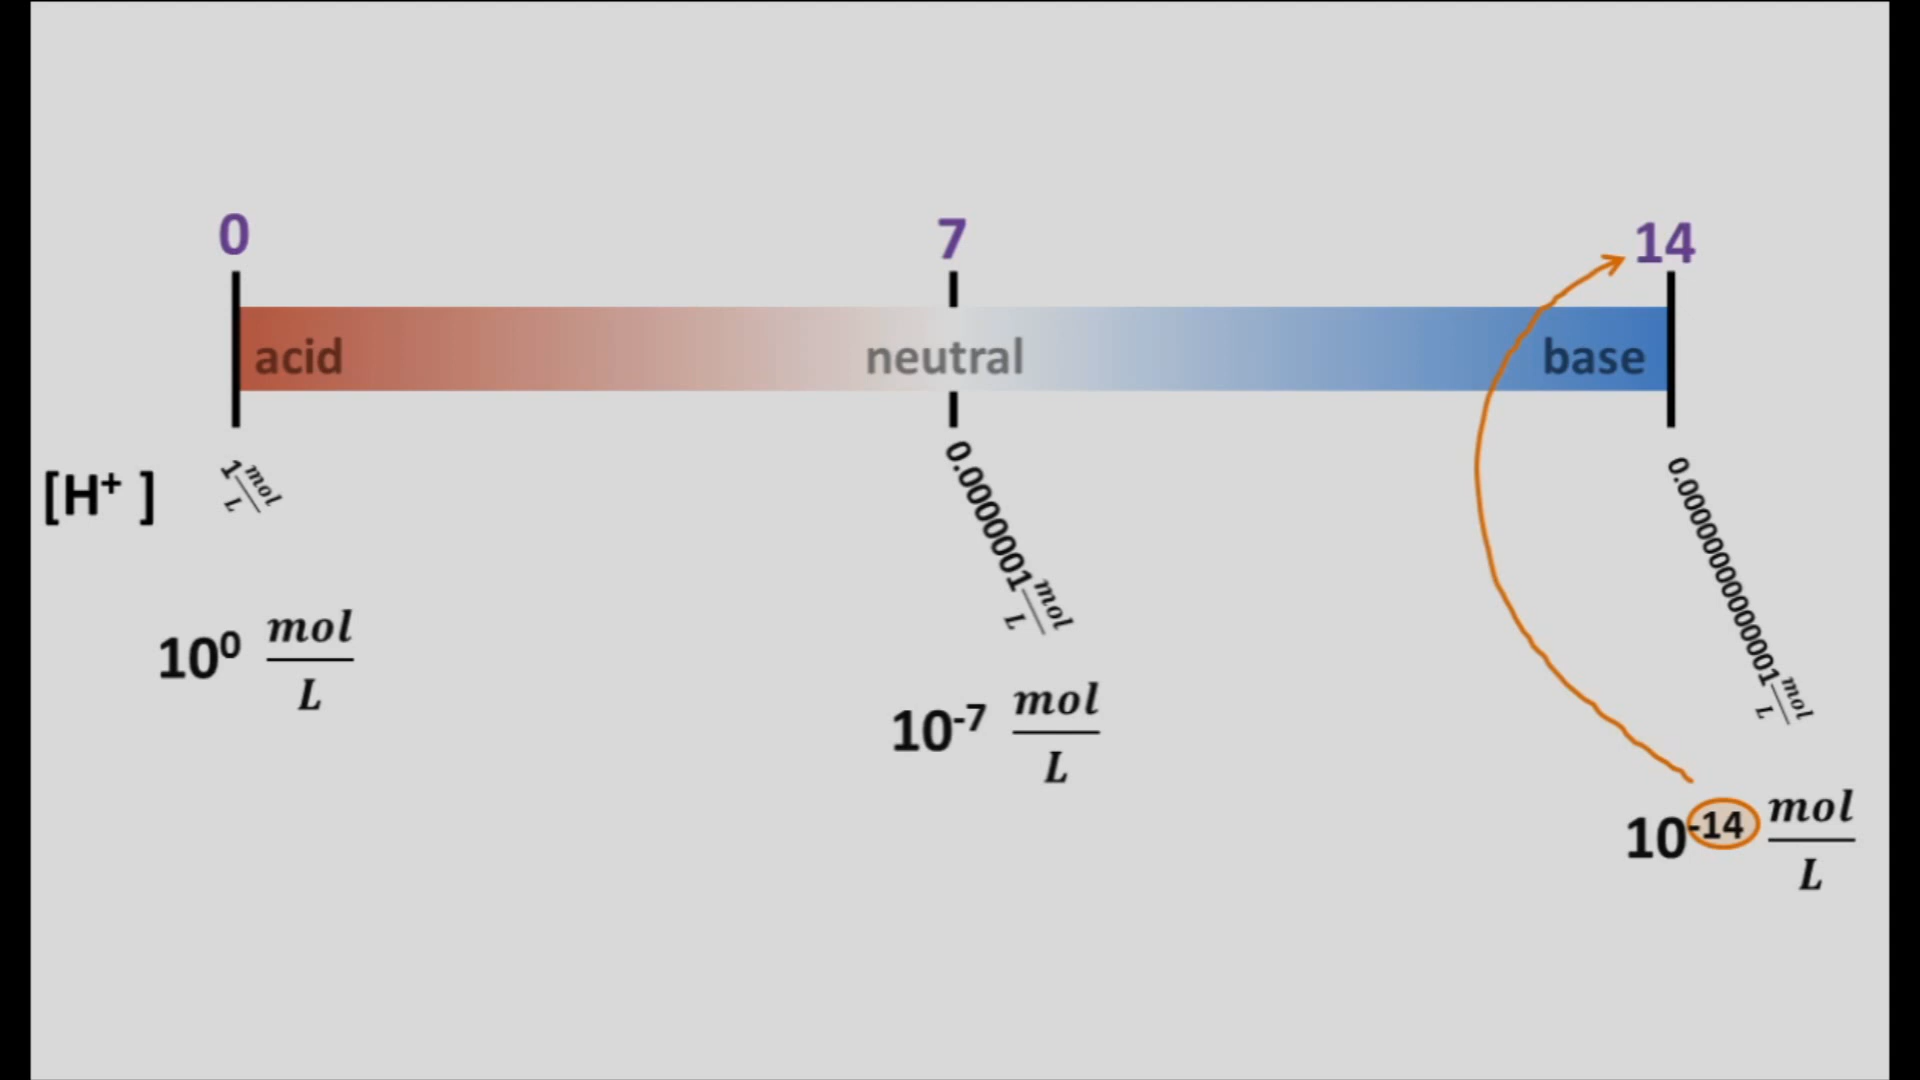 0 7 14
acid neutral base
[H⁺ ] 1 mol/L 0.0000001 mol/L 0.00000000000001 mol/L
10⁰ mol/L
10⁻⁷ mol/L
10⁻¹⁴ mol/L